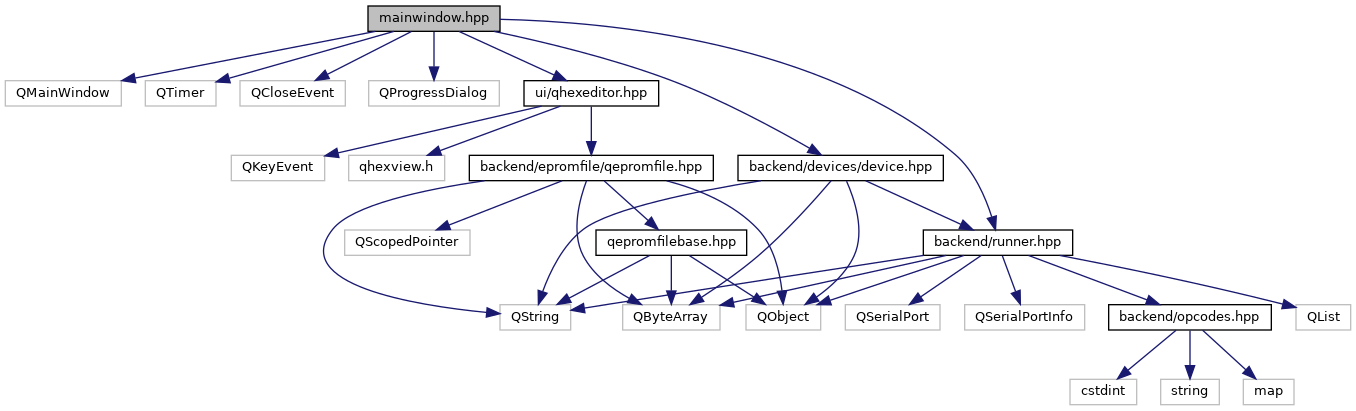 mainwindow.hpp
QMainWindow
QTimer
QCloseEvent
QProgressDialog
ui/qhexeditor.hpp
QKeyEvent
qhexview.h
backend/epromfile/qepromfile.hpp
backend/devices/device.hpp
QScopedPointer
qepromfilebase.hpp
backend/runner.hpp
QString
QByteArray
QObject
QSerialPort
QSerialPortInfo
backend/opcodes.hpp
QList
cstdint
string
map